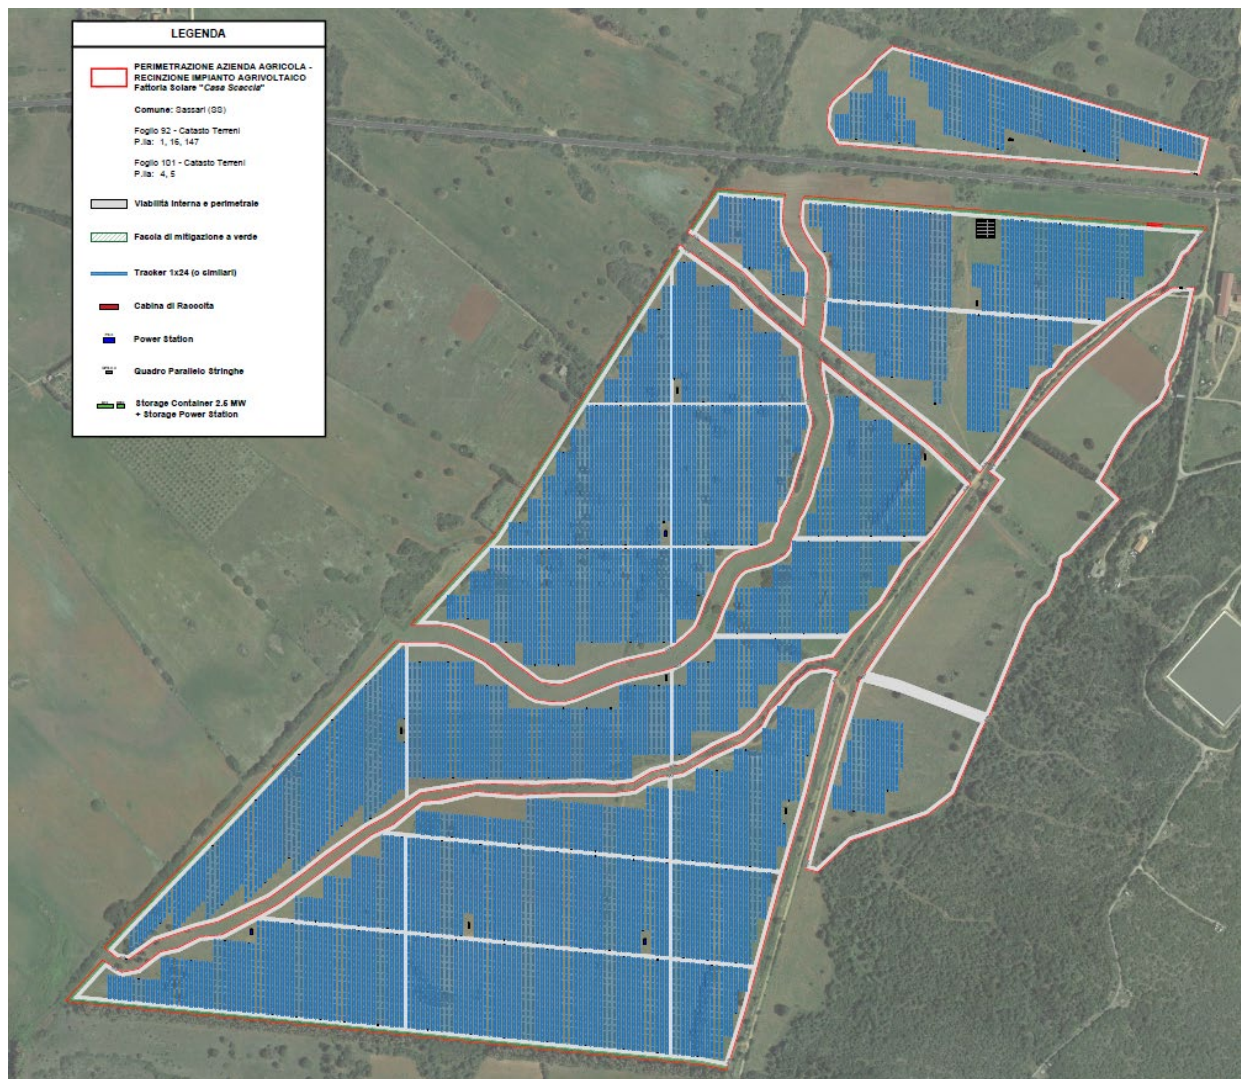 LEGENDA
PERIMETRAZIONE AZIENDA AGRICOLA -
RECINZIONE IMPIANTO AGRIVOLTAICO
Fattoria Solare "Casa Scaccia"
Comune: Sassari (SS)
Foglio 92 - Catasto Terreni
P.lla: 1, 16, 147
Foglio 101 - Catasto Terreni
P.lla: 4, 5
Viabilità interna e perimetrale
Fascia di mitigazione a verde
Tracker 1x24 (o similari)
Cabina di Raccolta
Power Station
Quadro Parallelo Stringhe
Storage Container 2.5 MW
+ Storage Power Station